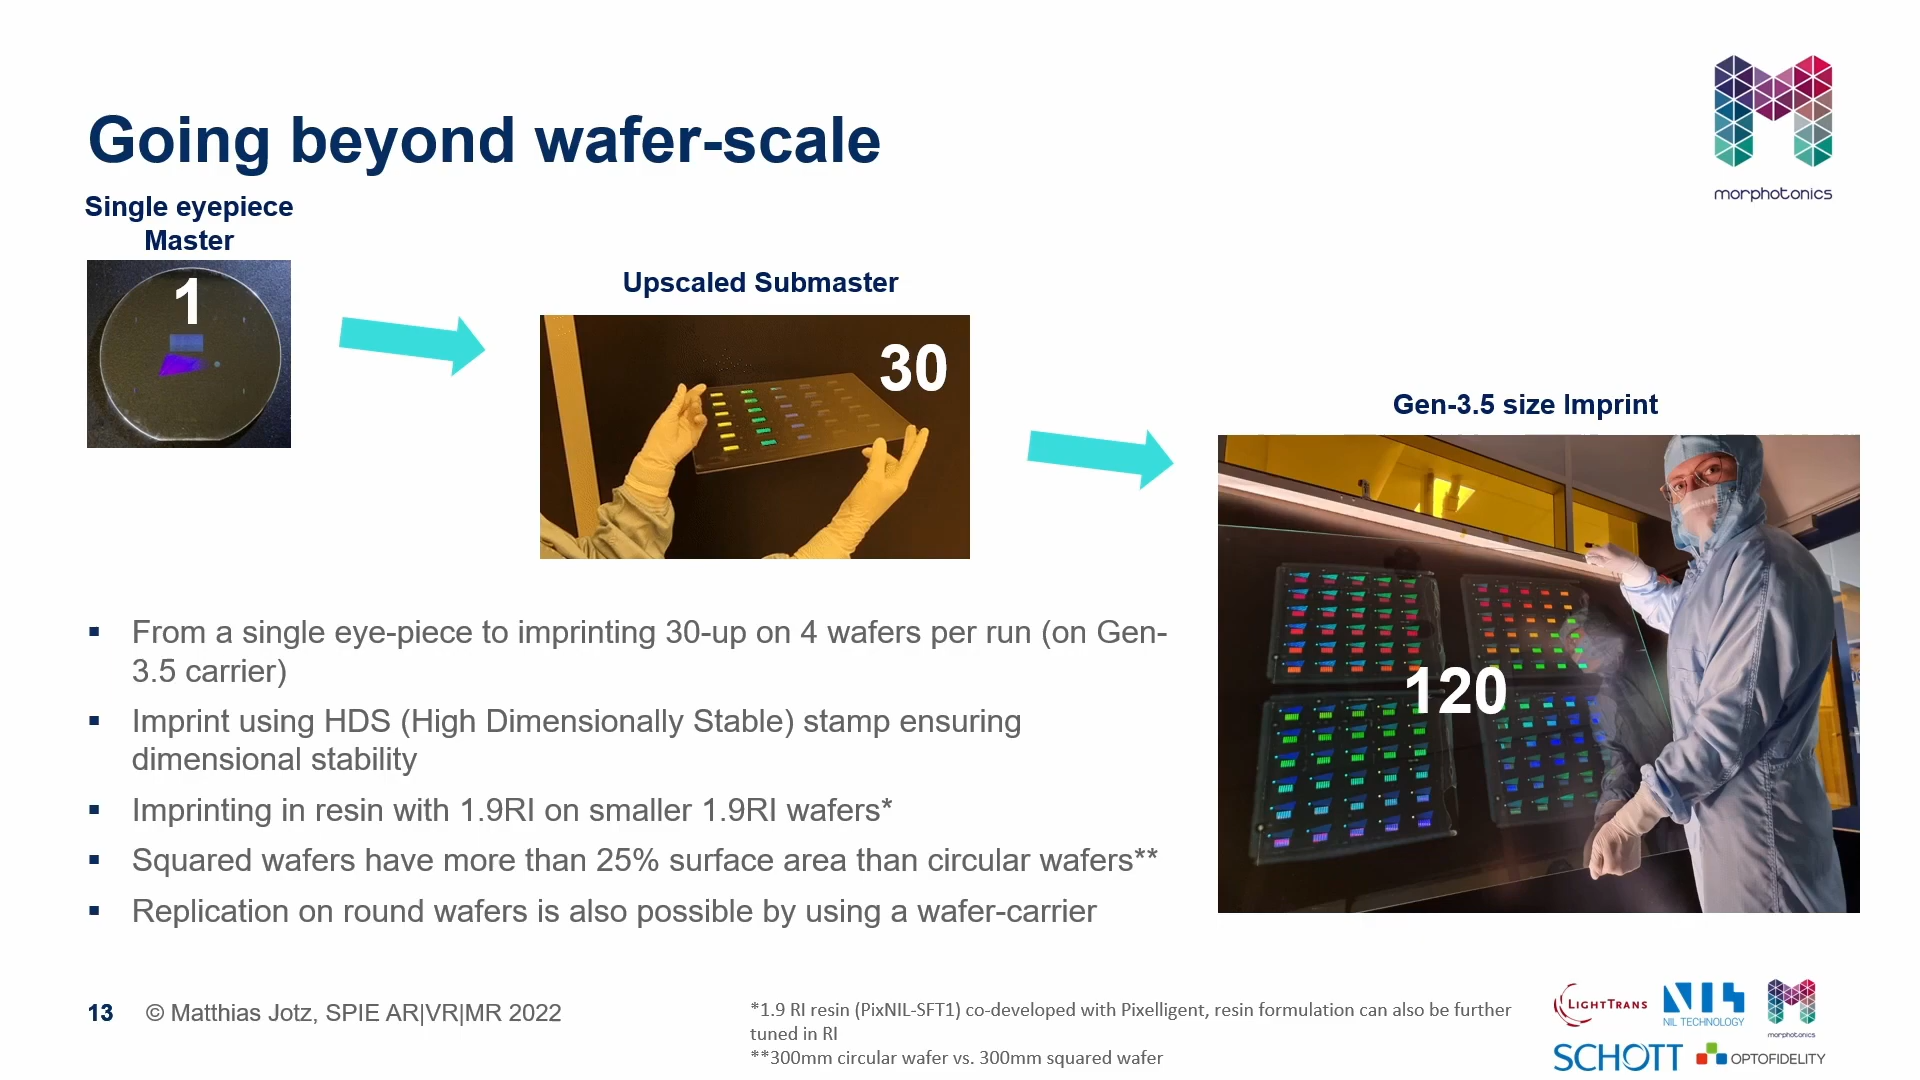 Going beyond wafer-scale
morphotonics
Single eyepiece
Master
1
Upscaled Submaster
30
Gen-3.5 size Imprint
120
▪ From a single eye-piece to imprinting 30-up on 4 wafers per run (on Gen-
3.5 carrier)
▪ Imprint using HDS (High Dimensionally Stable) stamp ensuring
dimensional stability
▪ Imprinting in resin with 1.9RI on smaller 1.9RI wafers*
▪ Squared wafers have more than 25% surface area than circular wafers**
▪ Replication on round wafers is also possible by using a wafer-carrier
13 © Matthias Jotz, SPIE AR|VR|MR 2022
*1.9 RI resin (PixNIL-SFT1) co-developed with Pixelligent, resin formulation can also be further
tuned in RI
**300mm circular wafer vs. 300mm squared wafer
LIGHTTRANS
NIL
NIL TECHNOLOGY
morphotonics
SCHOTT
OPTOFIDELITY